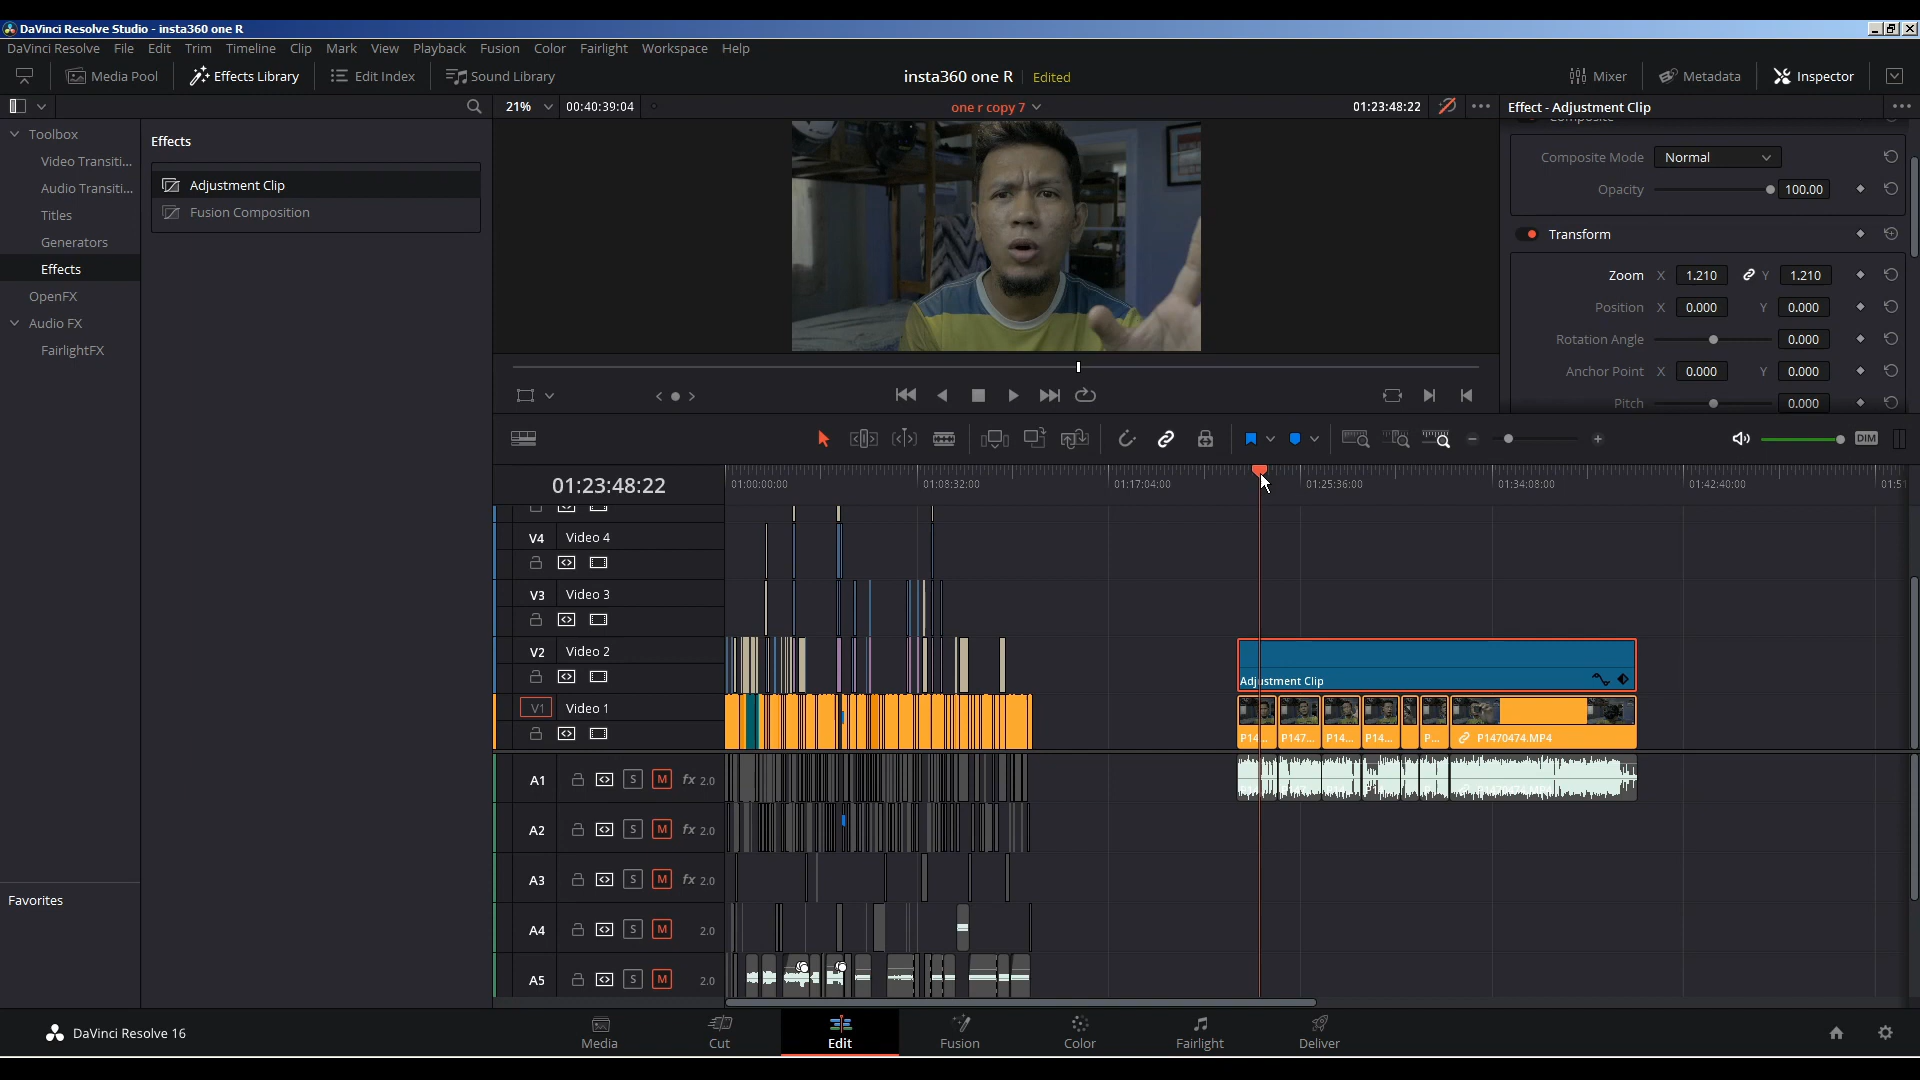 DaVinci Resolve Studio - insta360 one R
DaVinci Resolve File Edit Trim Timeline Clip Mark View Playback Fusion Color Fairlight Workspace Help
Media Pool Effects Library Edit Index Sound Library insta360 one R Edited Mixer Metadata Inspector
21% 00:40:39:04 one r copy 7 01:23:48:22 Effect - Adjustment Clip
Composite
Toolbox
Video Transiti...
Audio Transiti...
Titles
Generators
Effects
OpenFX
Audio FX
FairlightFX
Favorites
Effects
Adjustment Clip
Fusion Composition
Composite Mode Normal
Opacity 100.00
Transform
Zoom X 1.210 Y 1.210
Position X 0.000 Y 0.000
Rotation Angle 0.000
Anchor Point X 0.000 Y 0.000
Pitch 0.000
DIM
01:23:48:22 01:00:00:00 01:08:32:00 01:17:04:00 01:25:36:00 01:34:08:00 01:42:40:00 01:51
V4 Video 4
V3 Video 3
V2 Video 2
Adjustment Clip
V1 Video 1
P14... P147... P14... P14... P... P1470474.MP4
A1 S M fx 2.0
A2 S M fx 2.0
A3 S M fx 2.0
A4 S M 2.0
A5 S M 2.0
DaVinci Resolve 16
Media Cut Edit Fusion Color Fairlight Deliver